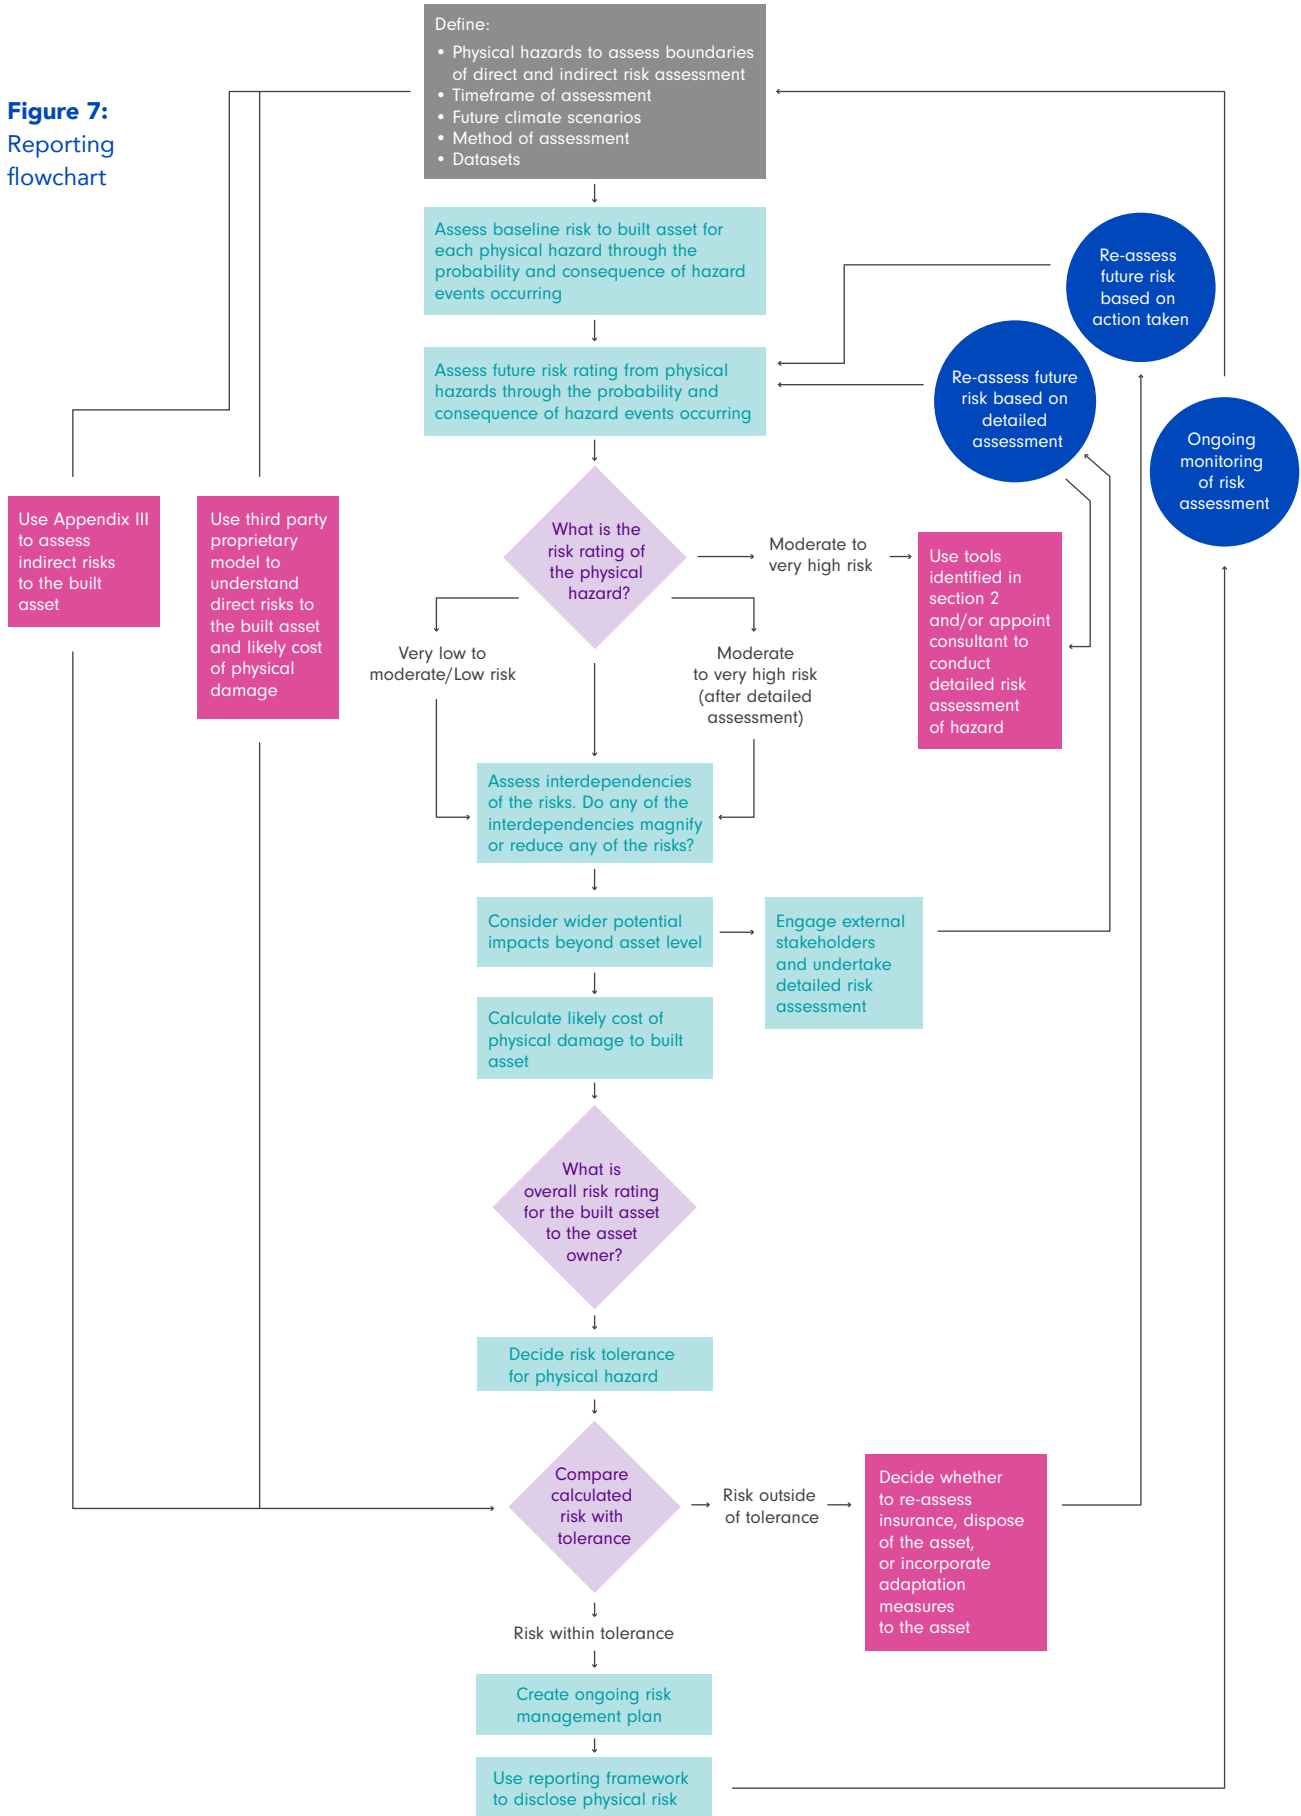 Figure 7:
Reporting
flowchart
Define:
• Physical hazards to assess boundaries
of direct and indirect risk assessment
• Timeframe of assessment
• Future climate scenarios
• Method of assessment
• Datasets
Assess baseline risk to built asset for
each physical hazard through the
probability and consequence of hazard
events occurring
Re-assess
future risk
based on
action taken
Assess future risk rating from physical
hazards through the probability and
consequence of hazard events occurring
Re-assess future
risk based on
detailed
assessment
Ongoing
monitoring
of risk
assessment
Use Appendix III
to assess
indirect risks
to the built
asset
Use third party
proprietary
model to
understand
direct risks to
the built asset
and likely cost
of physical
damage
What is the
risk rating of
the physical
hazard?
Moderate to
very high risk
Use tools
identified in
section 2
and/or appoint
consultant to
conduct
detailed risk
assessment
of hazard
Very low to
moderate/Low risk
Moderate
to very high risk
(after detailed
assessment)
Assess interdependencies
of the risks. Do any of the
interdependencies magnify
or reduce any of the risks?
Consider wider potential
impacts beyond asset level
Engage external
stakeholders
and undertake
detailed risk
assessment
Calculate likely cost of
physical damage to built
asset
What is
overall risk rating
for the built asset
to the asset
owner?
Decide risk tolerance
for physical hazard
Compare
calculated
risk with
tolerance
Risk outside
of tolerance
Decide whether
to re-assess
insurance, dispose
of the asset,
or incorporate
adaptation
measures
to the asset
Risk within tolerance
Create ongoing risk
management plan
Use reporting framework
to disclose physical risk